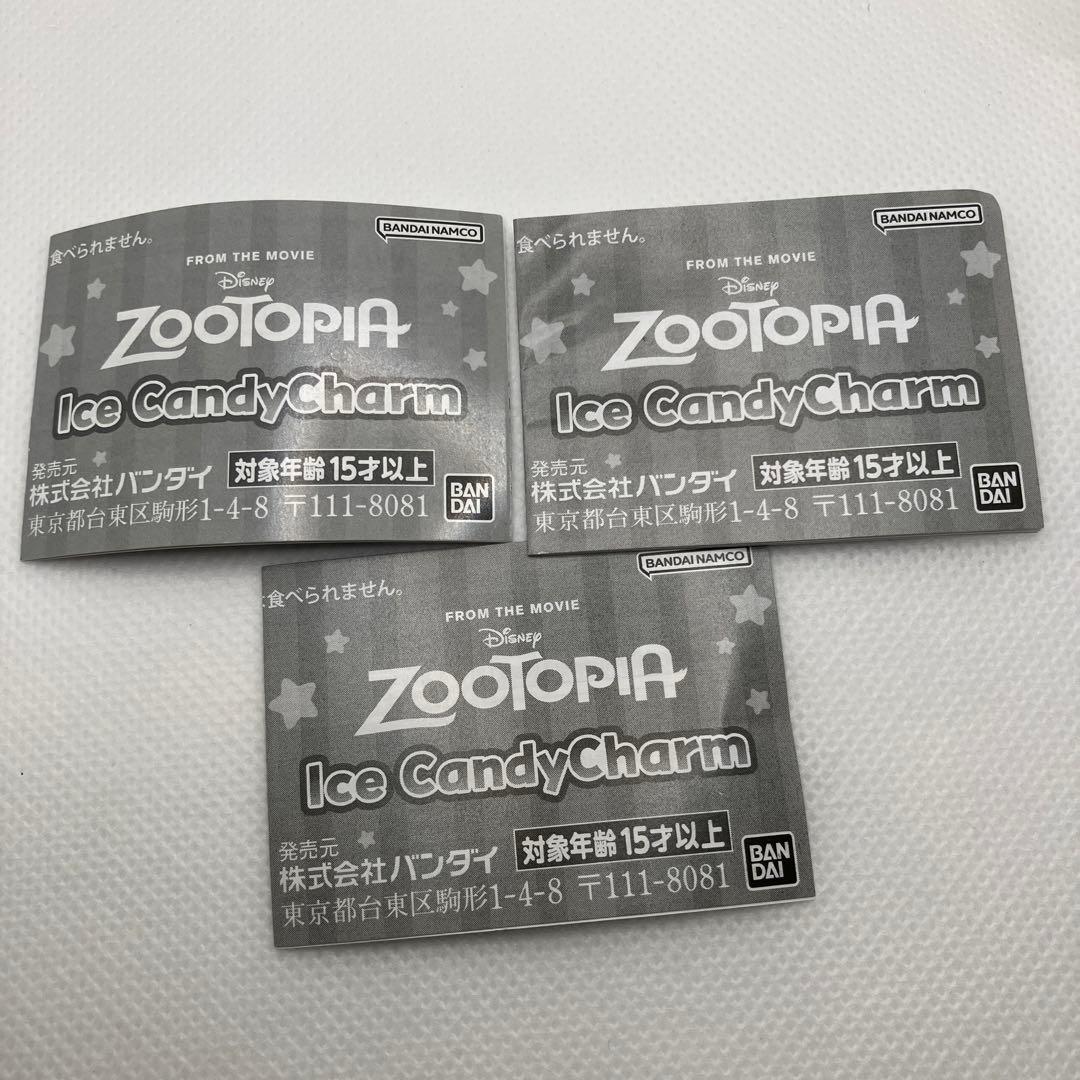 食べられません。
BANDAI NAMCO
FROM THE MOVIE
Disney
ZOOTOPIA
Ice CandyCharm
発売元
株式会社バンダイ 対象年齢15才以上
東京都台東区駒形1-4-8 〒111-8081
BANDAI
食べられません。
BANDAI NAMCO
FROM THE MOVIE
Disney
ZOOTOPIA
Ice CandyCharm
発売元
株式会社バンダイ 対象年齢15才以上
東京都台東区駒形1-4-8 〒111-8081
BANDAI
食べられません。
BANDAI NAMCO
FROM THE MOVIE
Disney
ZOOTOPIA
Ice CandyCharm
発売元
株式会社バンダイ 対象年齢15才以上
東京都台東区駒形1-4-8 〒111-8081
BANDAI